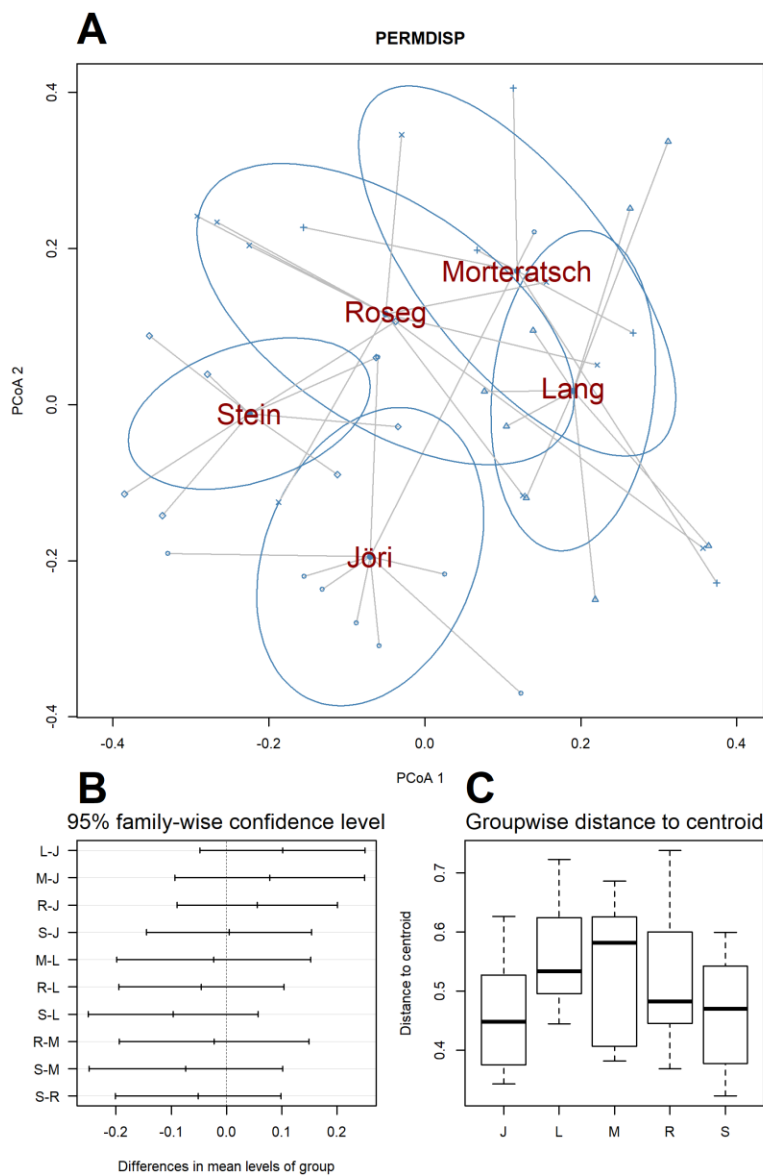 A
PERMDISP
PCoA 2
0.4
0.2
0.0
-0.2
-0.4
Morteratsch
Roseg
Lang
Stein
Jöri
-0.4 -0.2 0.0 0.2 0.4
PCoA 1
B
95% family-wise confidence level
L-J
M-J
R-J
S-J
M-L
R-L
S-L
R-M
S-M
S-R
-0.2 -0.1 0.0 0.1 0.2
Differences in mean levels of group
C
Groupwise distance to centroid
Distance to centroid
0.7
0.6
0.5
0.4
J L M R S